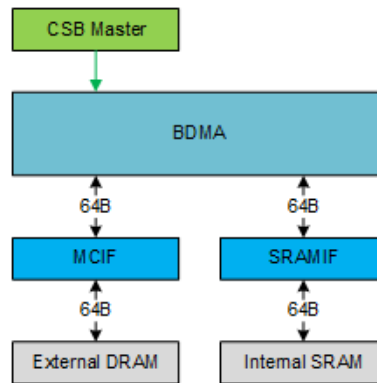 CSB Master
BDMA
64B 64B
MCIF SRAMIF
64B 64B
External DRAM Internal SRAM